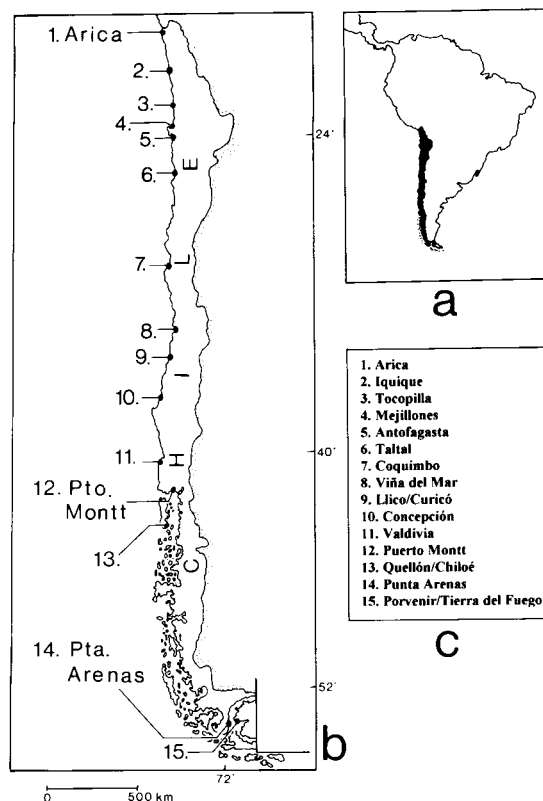 1. Arica
2.
3.
4.
5.
6.
7.
8.
9.
10.
11.
12. Pto.
Montt
13.
14. Pta.
Arenas
15.
C H I L E
24'
40'
52'
72'
0 500 km
b
a
1. Arica
2. Iquique
3. Tocopilla
4. Mejillones
5. Antofagasta
6. Taltal
7. Coquimbo
8. Viña del Mar
9. Llico/Curicó
10. Concepción
11. Valdivia
12. Puerto Montt
13. Quellón/Chiloé
14. Punta Arenas
15. Porvenir/Tierra del Fuego
c